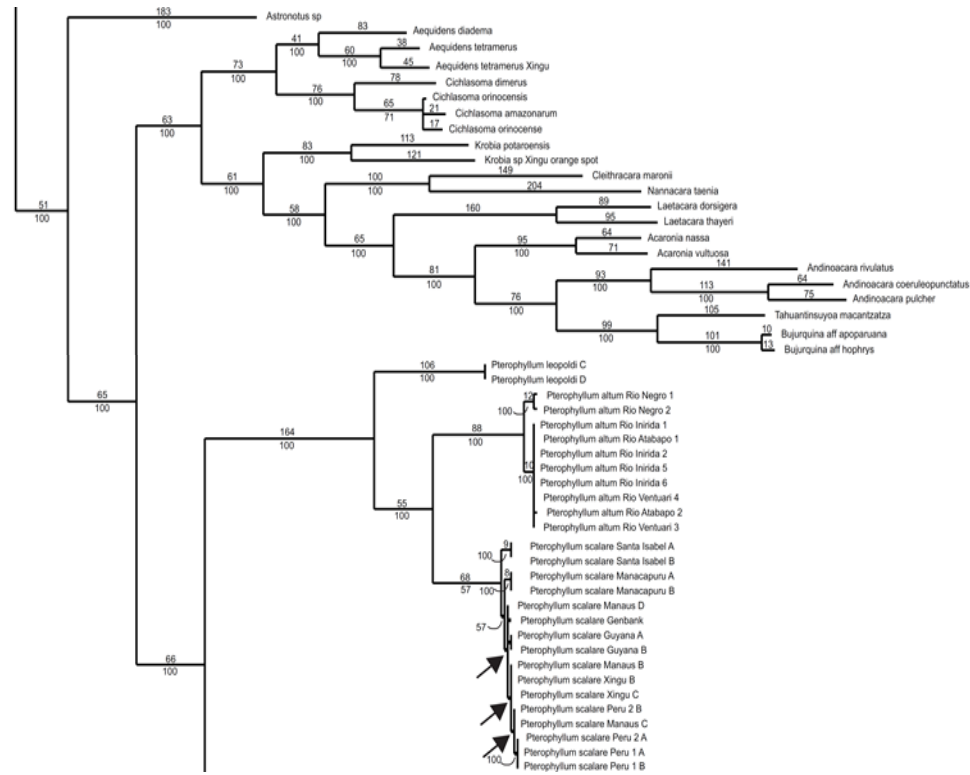 183
Astronotus sp
83
Aequidens diadema
41
100
38
Aequidens tetramerus
60
100
45
Aequidens tetramerus Xingu
73
100
78
Cichlasoma dimerus
76
100
Cichlasoma orinocensis
65
71
21
Cichlasoma amazonarum
17
Cichlasoma orinocense
63
100
113
Krobia potaroensis
83
100
121
Krobia sp Xingu orange spot
61
100
149
Cleithracara maronii
100
100
204
Nannacara taenia
58
100
89
Laetacara dorsigera
160
95
Laetacara thayeri
51
100
65
100
64
Acaronia nassa
95
100
71
Acaronia vultuosa
81
100
141
Andinoacara rivulatus
93
100
64
Andinoacara coeruleopunctatus
113
100
75
Andinoacara pulcher
76
100
105
Tahuantinsuyoa macantzatza
99
100
10
Bujurquina aff apoparuana
101
100
13
Bujurquina aff hophrys
106
100
Pterophyllum leopoldi C
Pterophyllum leopoldi D
65
100
12
100
Pterophyllum altum Rio Negro 1
Pterophyllum altum Rio Negro 2
88
100
Pterophyllum altum Rio Inirida 1
164
100
Pterophyllum altum Rio Atabapo 1
Pterophyllum altum Rio Inirida 2
10
100
Pterophyllum altum Rio Inirida 5
Pterophyllum altum Rio Inirida 6
Pterophyllum altum Rio Ventuari 4
55
100
Pterophyllum altum Rio Atabapo 2
Pterophyllum altum Rio Ventuari 3
9
100
Pterophyllum scalare Santa Isabel A
Pterophyllum scalare Santa Isabel B
68
57
8
100
Pterophyllum scalare Manacapuru A
Pterophyllum scalare Manacapuru B
Pterophyllum scalare Manaus D
57
Pterophyllum scalare Genbank
Pterophyllum scalare Guyana A
Pterophyllum scalare Guyana B
66
100
Pterophyllum scalare Manaus B
Pterophyllum scalare Xingu B
Pterophyllum scalare Xingu C
Pterophyllum scalare Peru 2 B
Pterophyllum scalare Manaus C
Pterophyllum scalare Peru 2 A
100
Pterophyllum scalare Peru 1 A
Pterophyllum scalare Peru 1 B